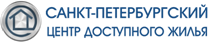 САНКТ-ПЕТЕРБУРГСКИЙ
ЦЕНТР ДОСТУПНОГО ЖИЛЬЯ